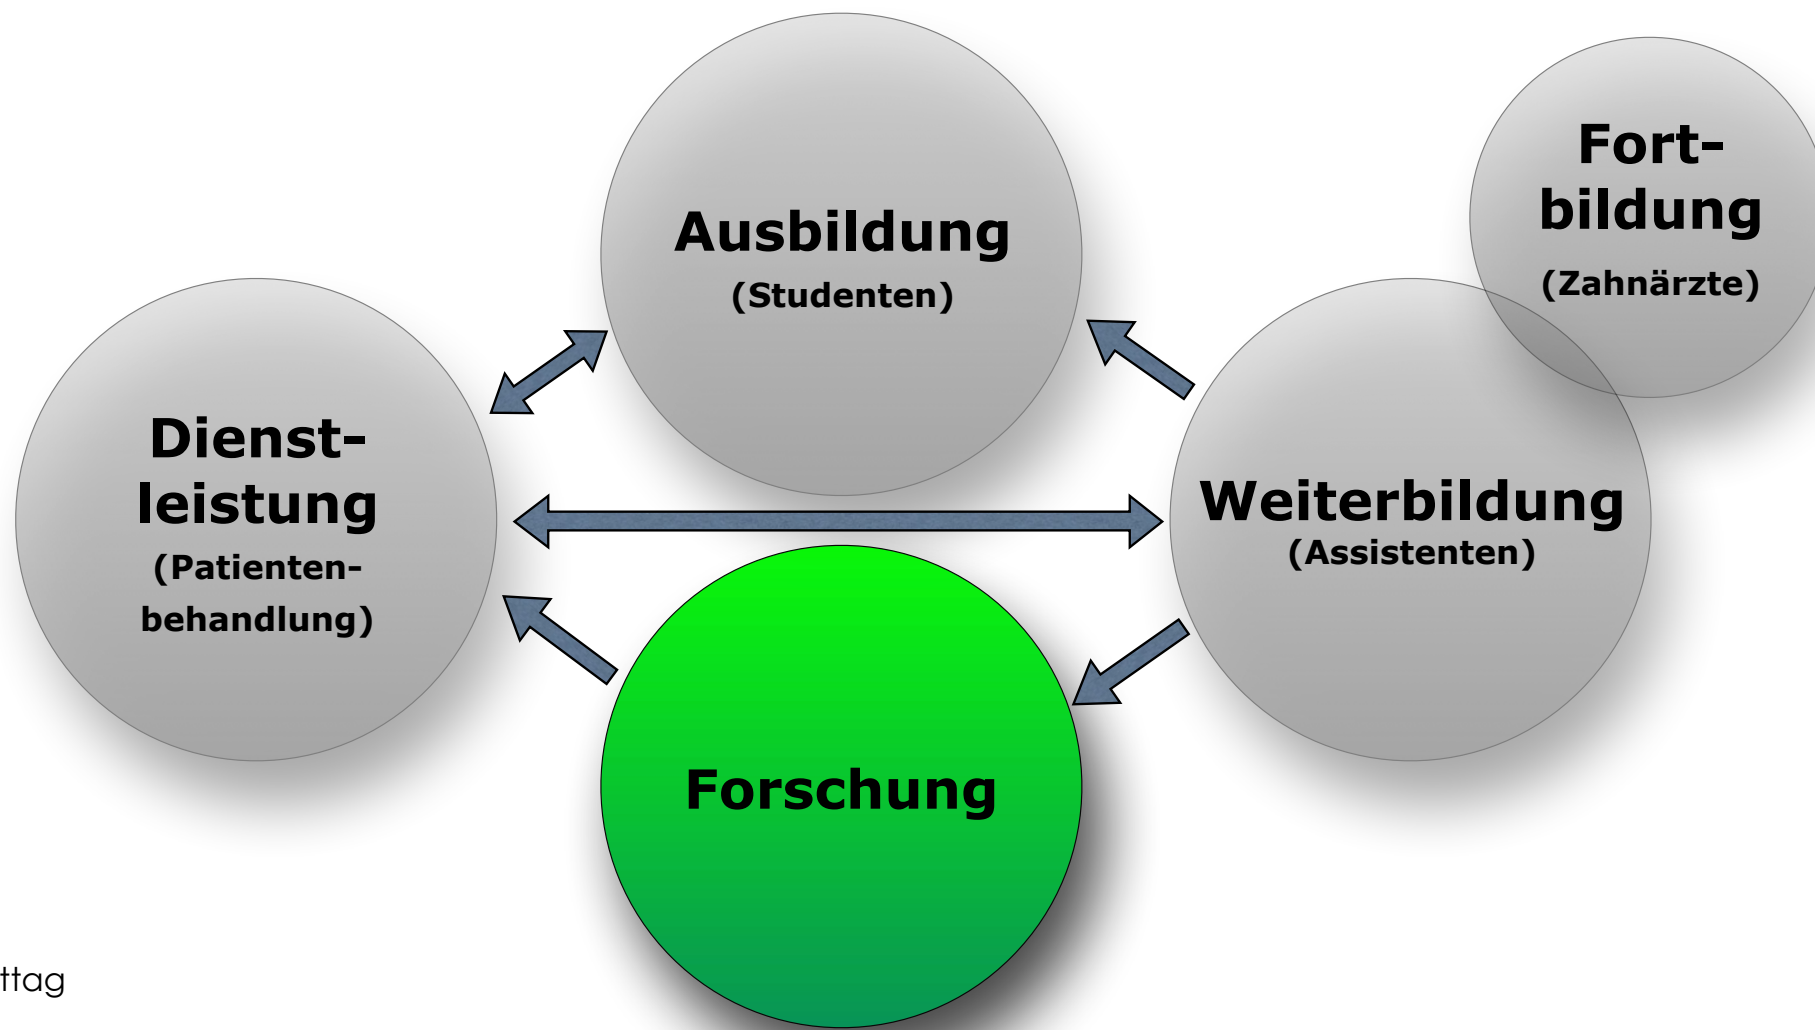 Fort-
bildung
(Zahnärzte)
Ausbildung
(Studenten)
Dienst-
leistung
(Patienten-
behandlung)
Weiterbildung
(Assistenten)
Forschung
ttag